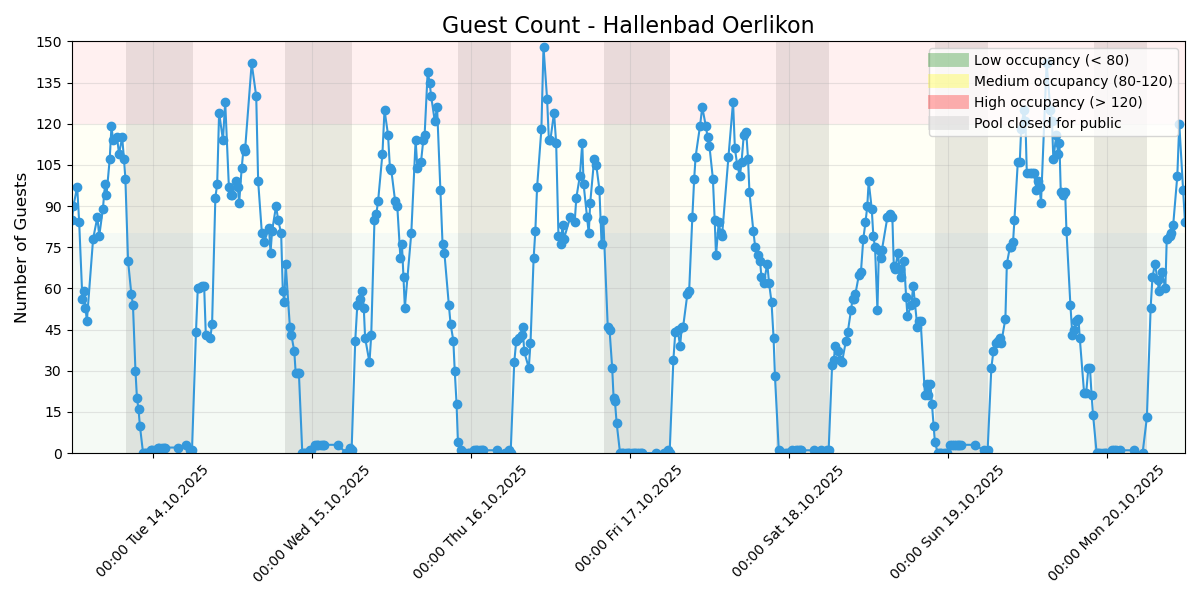 Guest Count - Hallenbad Oerlikon
Number of Guests
150
135
120
105
90
75
60
45
30
15
0
Low occupancy (< 80)
Medium occupancy (80-120)
High occupancy (> 120)
Pool closed for public
00:00 Tue 14.10.2025
00:00 Wed 15.10.2025
00:00 Thu 16.10.2025
00:00 Fri 17.10.2025
00:00 Sat 18.10.2025
00:00 Sun 19.10.2025
00:00 Mon 20.10.2025